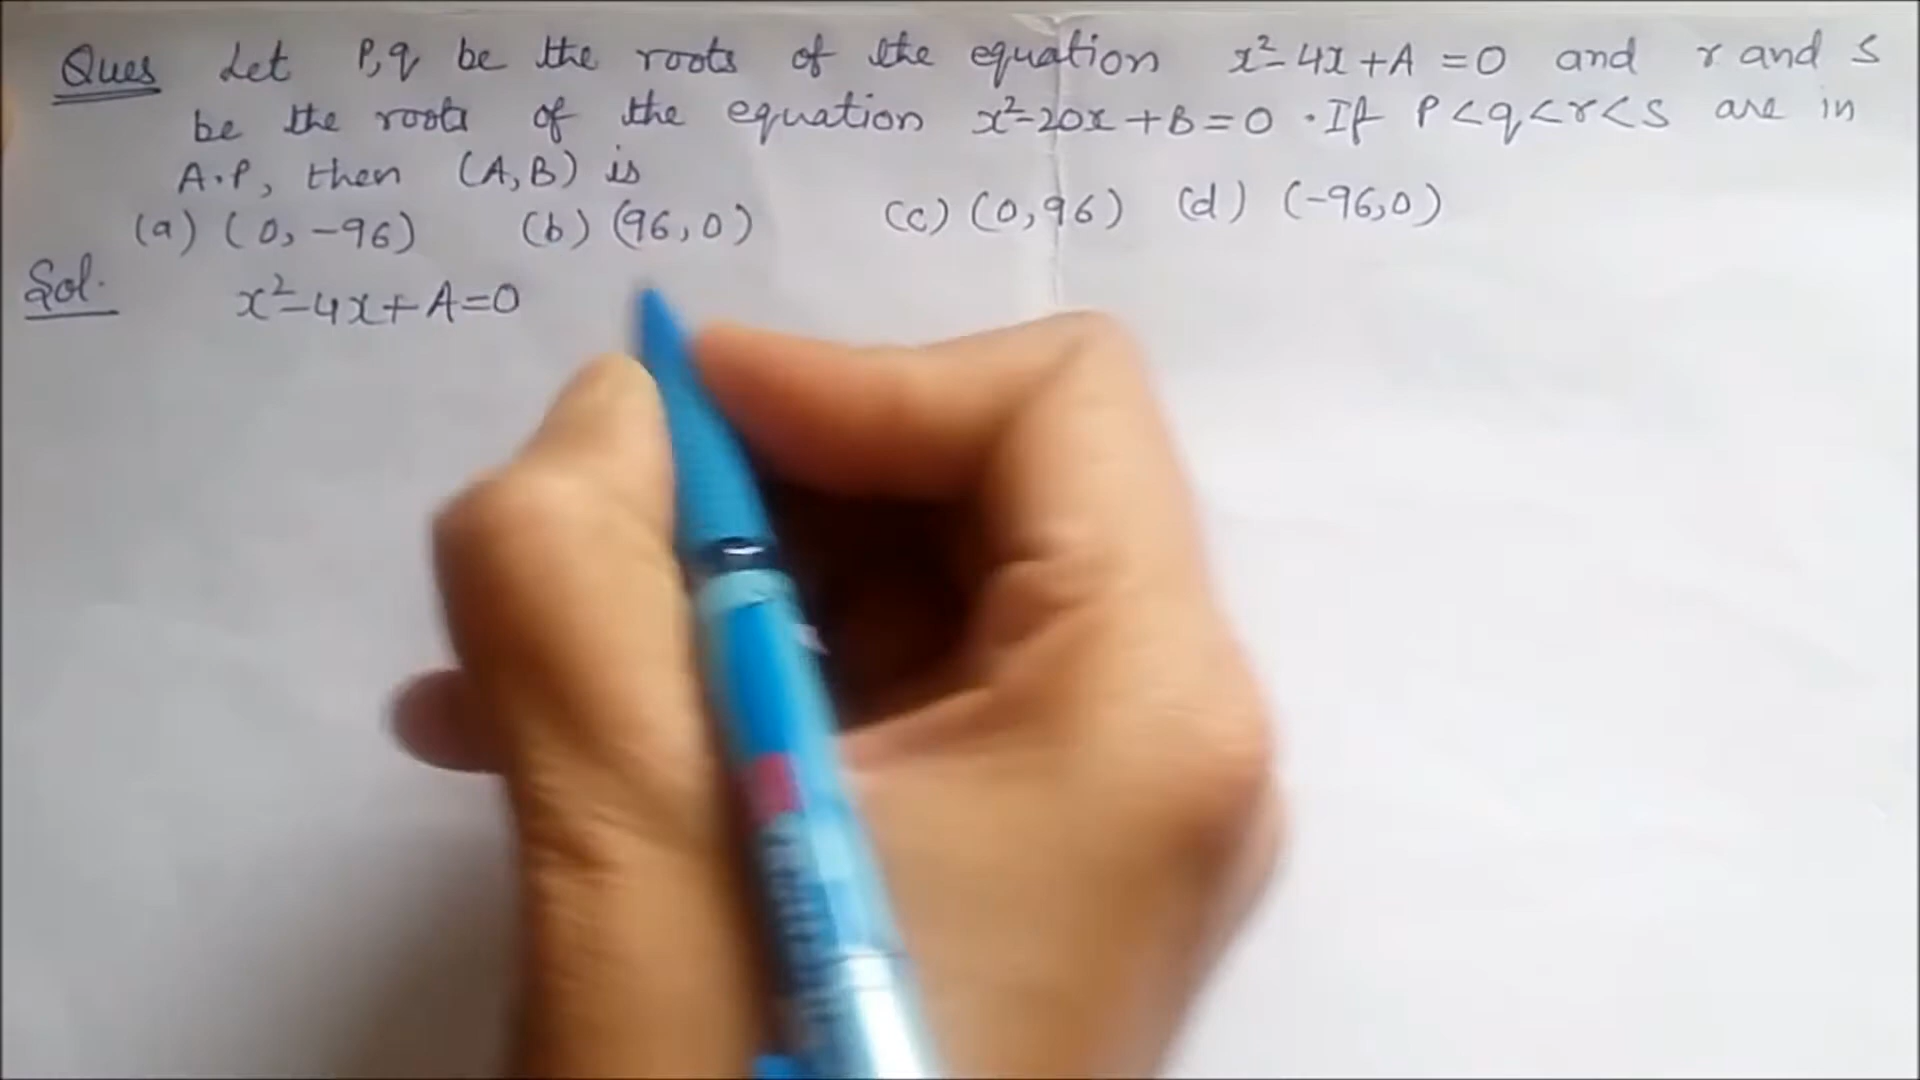 Ques Let P,q be the roots of the equation x²-4x+A=0 and r and s
be the roots of the equation x²-20x+B=0. If P<q<r<s are in
A.P, then (A,B) is
(a) (0,-96) (b) (96,0) (c) (0,96) (d) (-96,0)
Sol. x²-4x+A=0